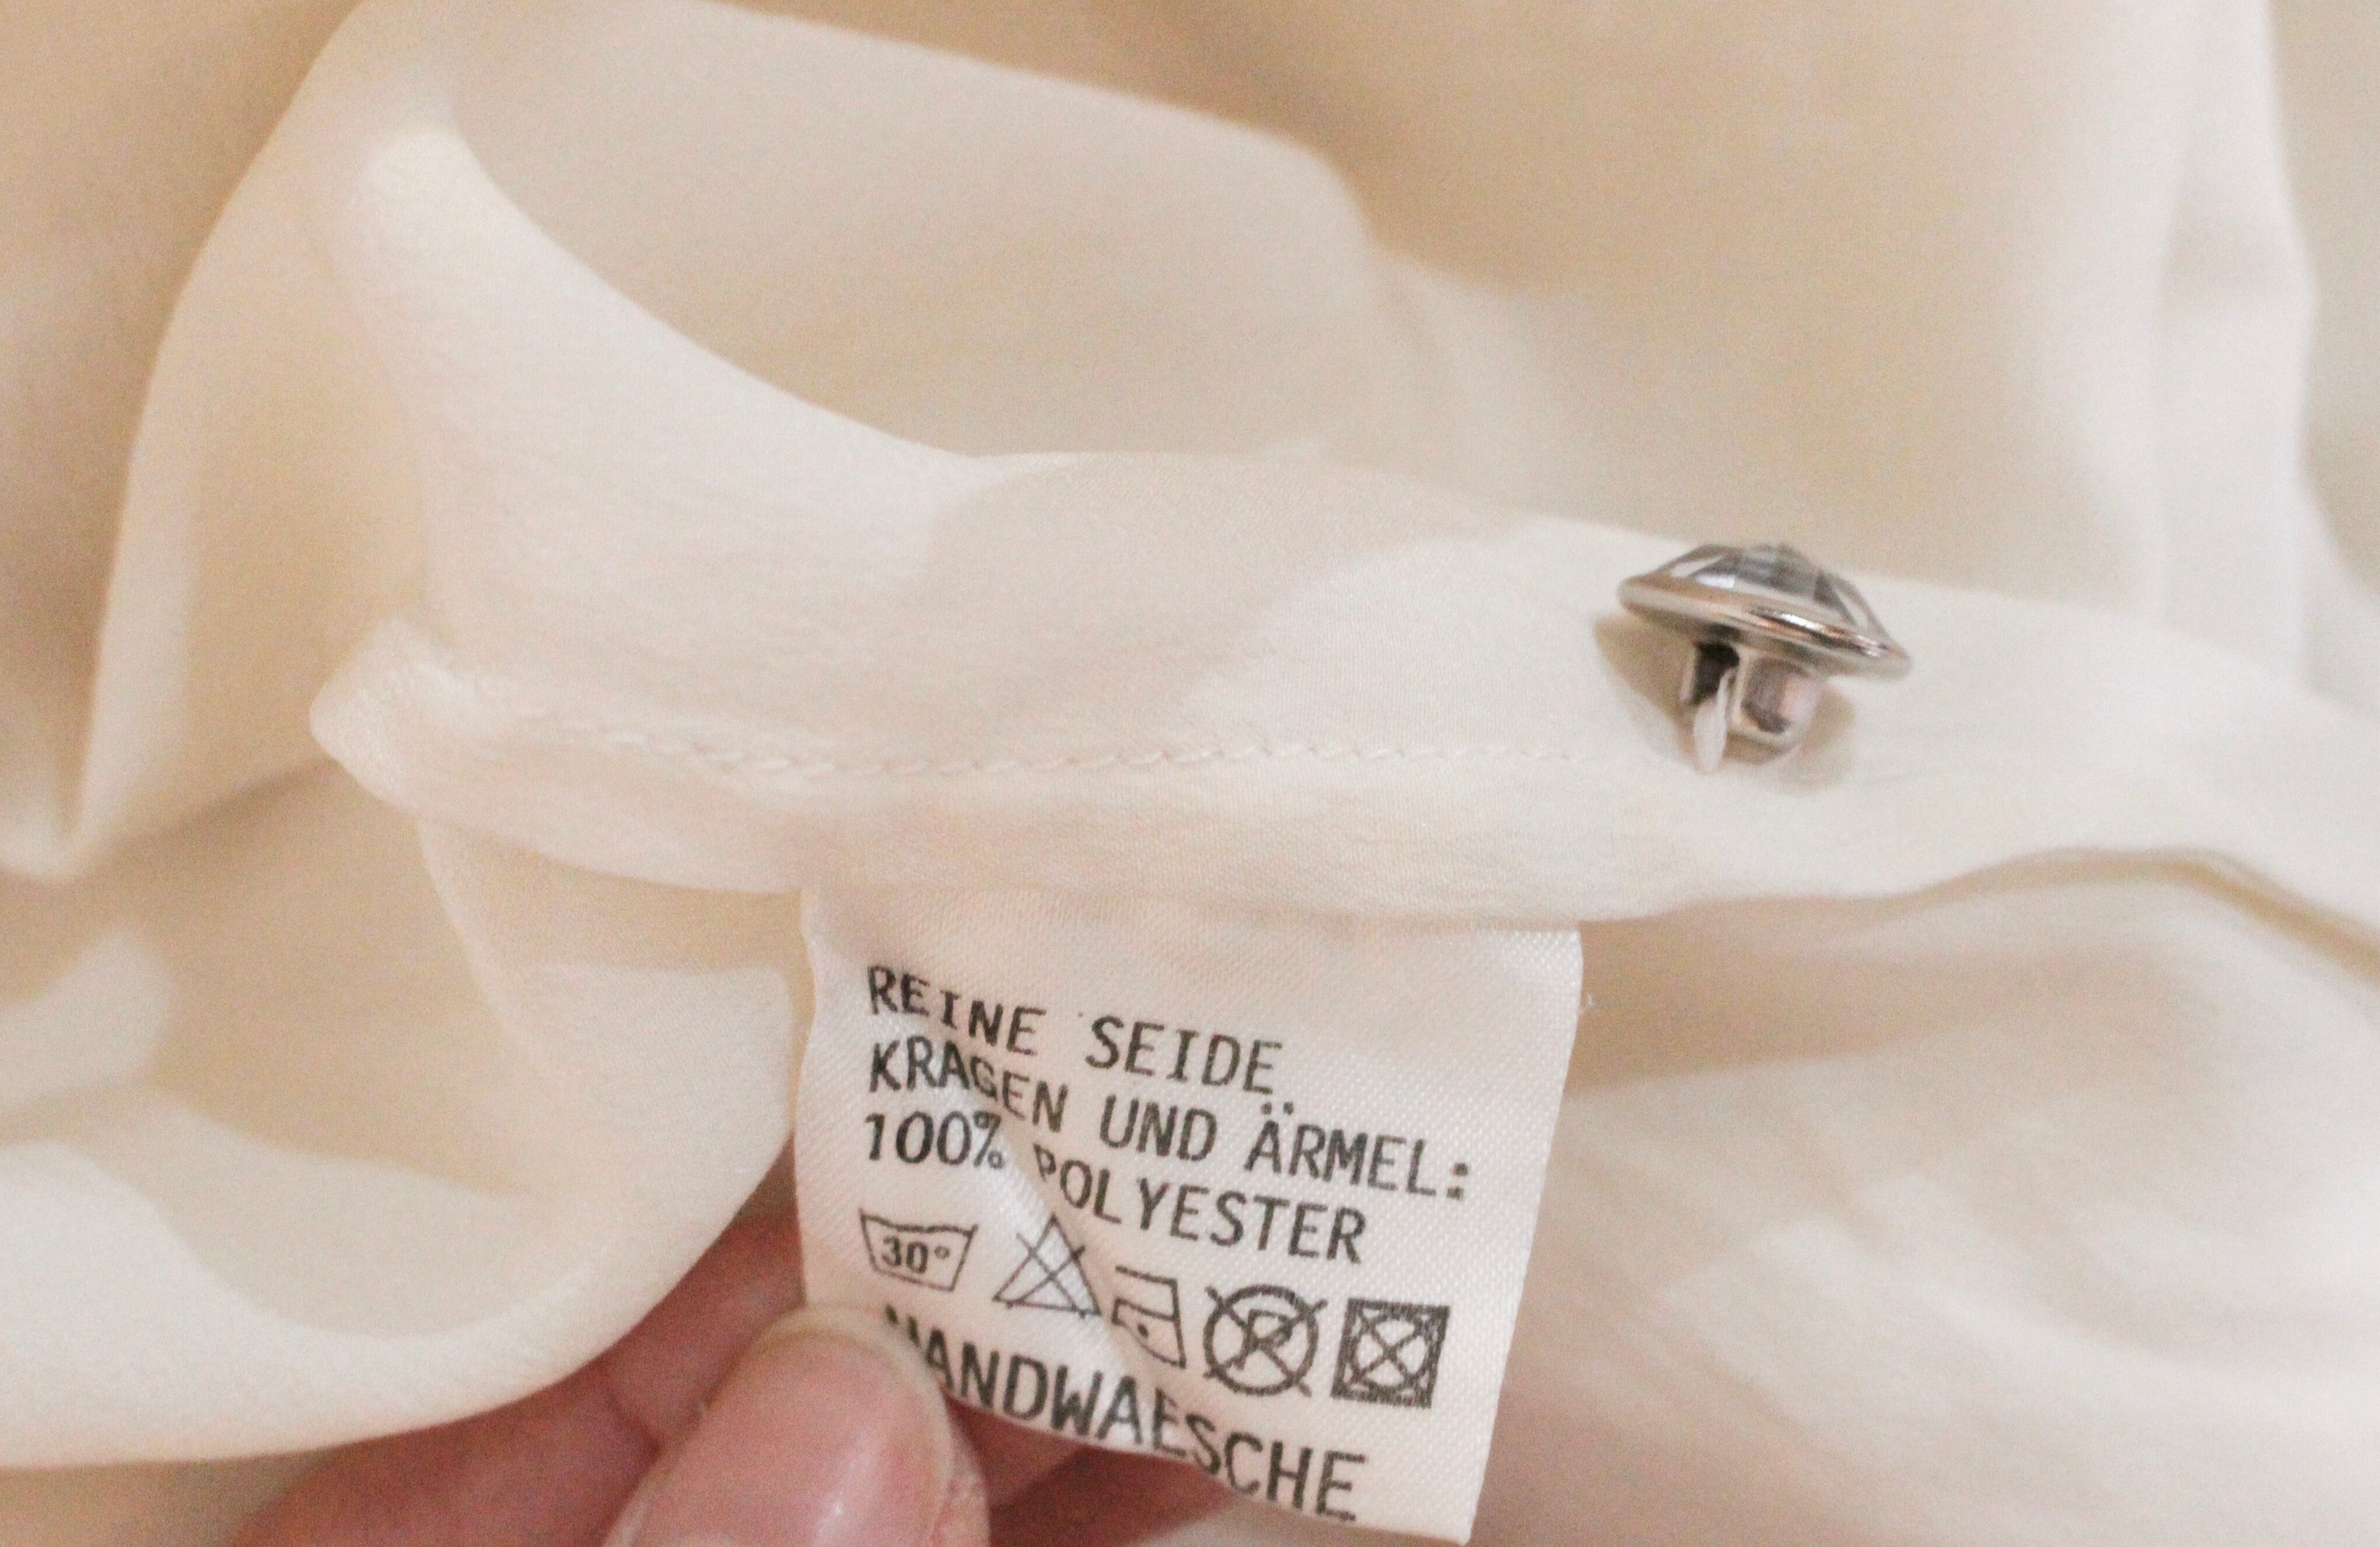 REINE SEIDE
KRAGEN UND ÄRMEL:
100% POLYESTER
30° P
HANDWAESCHE